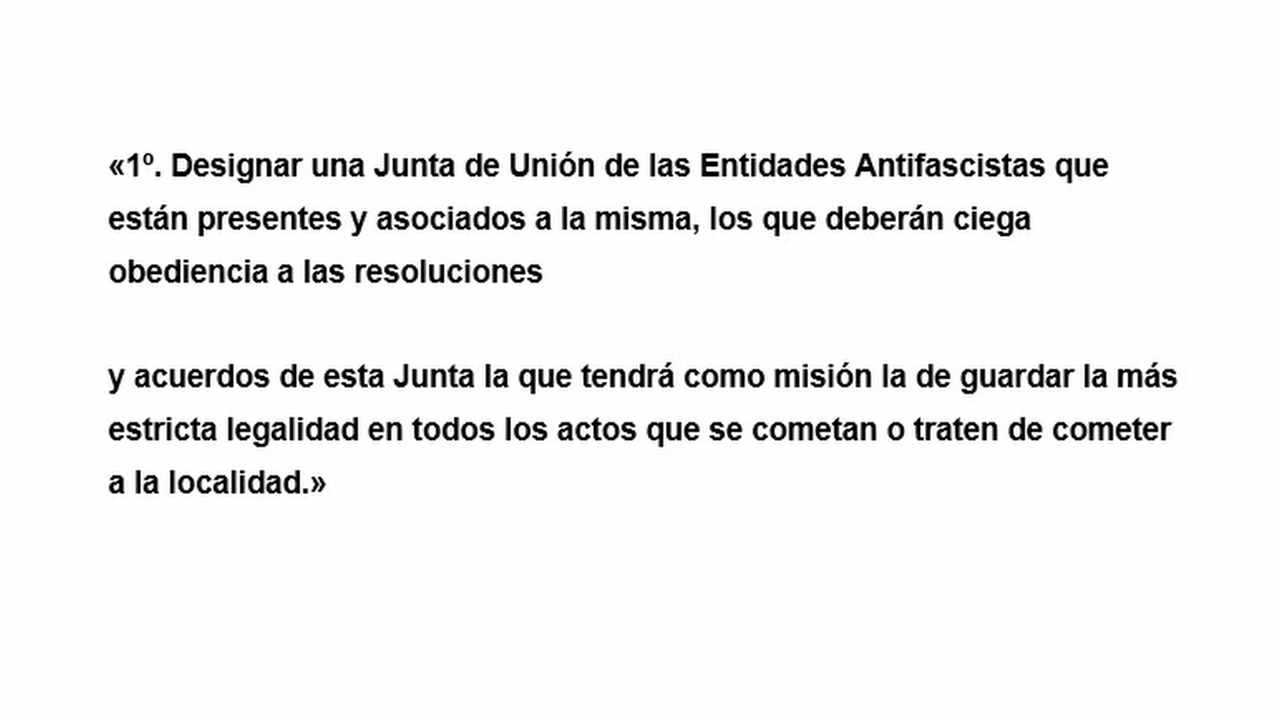 «1º. Designar una Junta de Unión de las Entidades Antifascistas que
están presentes y asociados a la misma, los que deberán ciega
obediencia a las resoluciones
y acuerdos de esta Junta la que tendrá como misión la de guardar la más
estricta legalidad en todos los actos que se cometan o traten de cometer
a la localidad.»